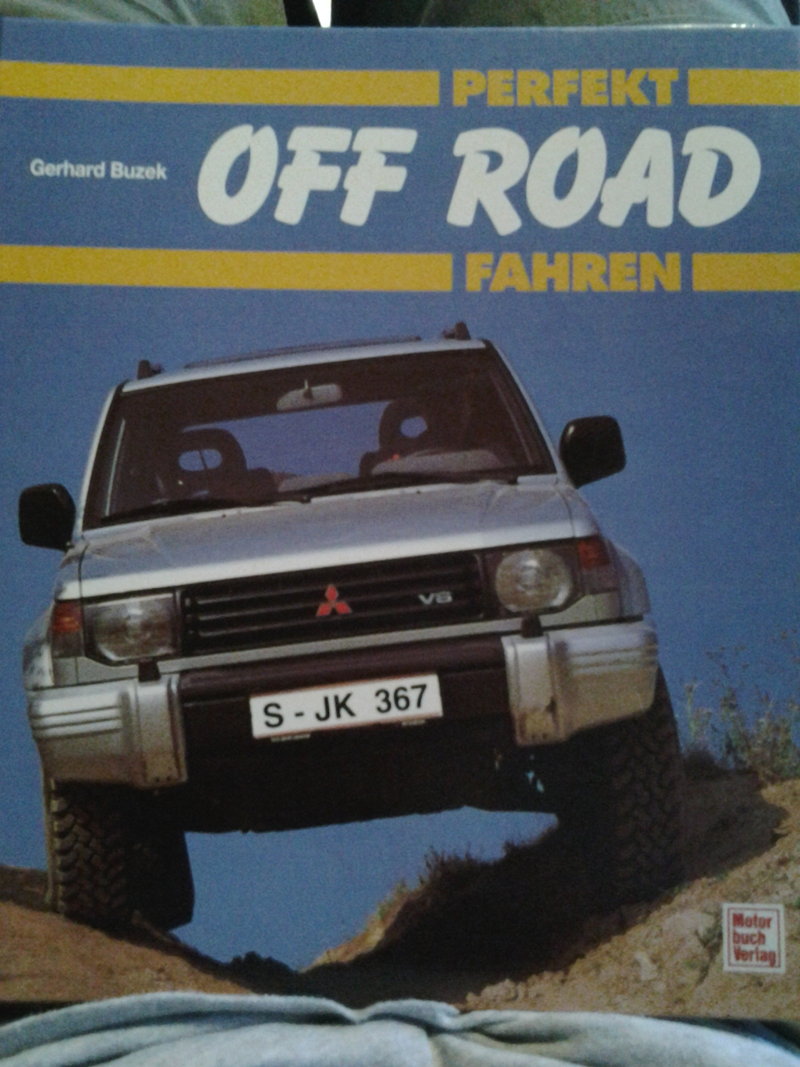 PERFEKT
Gerhard Buzek
OFF ROAD
FAHREN
V6
S - JK 367
Motor
buch
Verlag